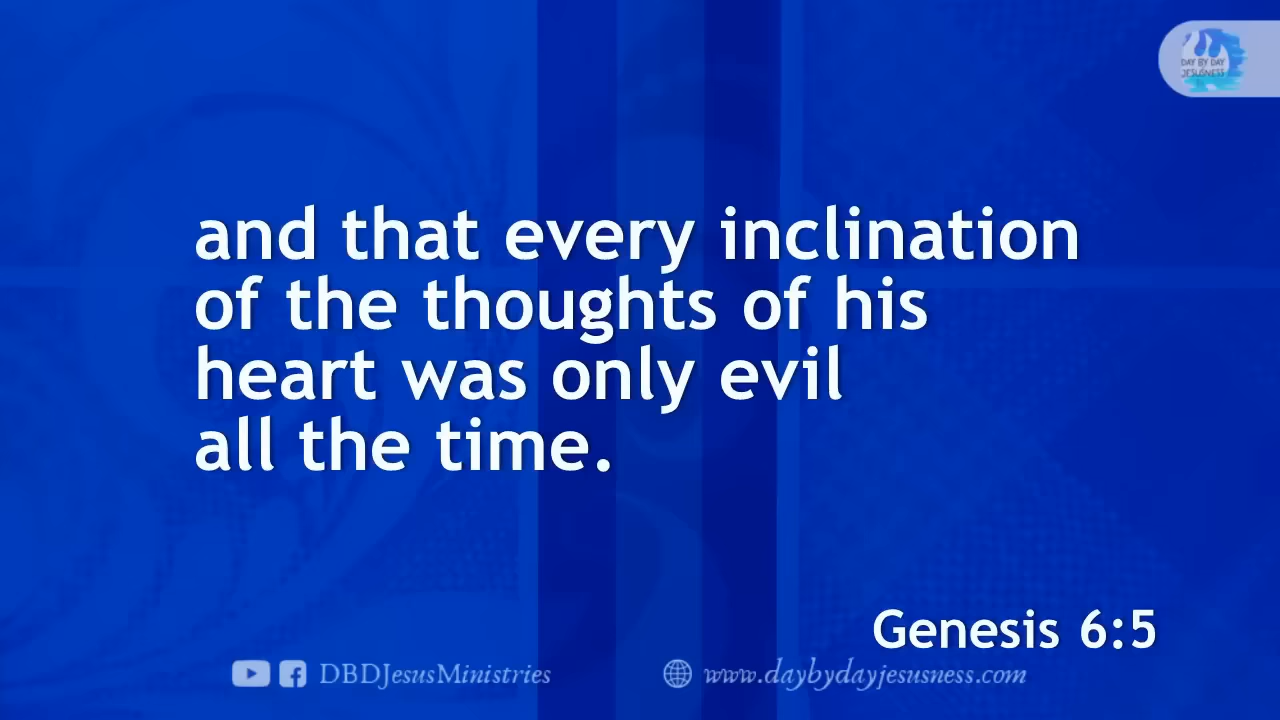 DAY BY DAY
JESUSNESS
and that every inclination
of the thoughts of his
heart was only evil
all the time.
Genesis 6:5
DBDJesusMinistries
www.daybydayjesusness.com